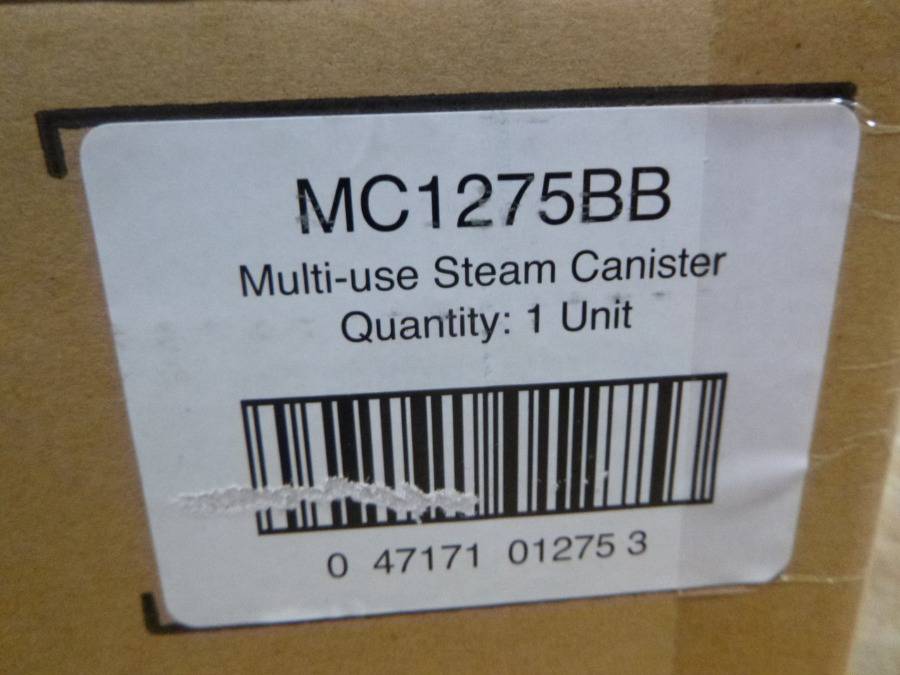 MC1275BB
Multi-use Steam Canister
Quantity: 1 Unit
0 47171 01275 3